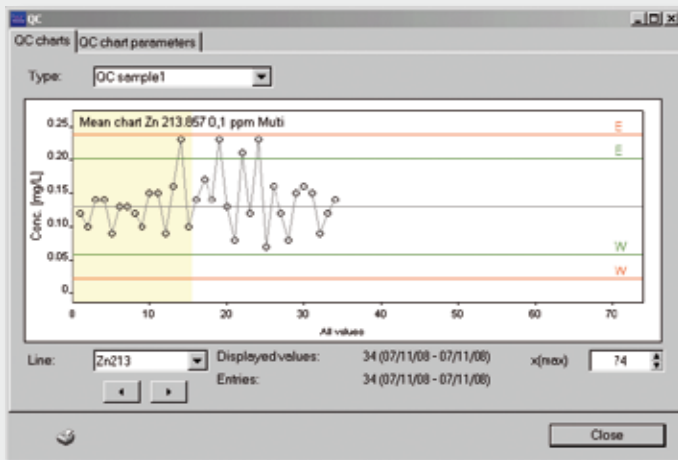 QC
QC charts QC chart parameters
Type: QC sample1
Mean chart Zn 213.857 0,1 ppm Muti
0.25
0.20
0.15
0.10
0.05
0
Conc. [mg/L]
E
E
W
W
0 10 20 30 40 50 60 70
All values
Line: Zn213 Displayed values: 34 (07/11/08 - 07/11/08) x(max) 74
Entries: 34 (07/11/08 - 07/11/08)
Close